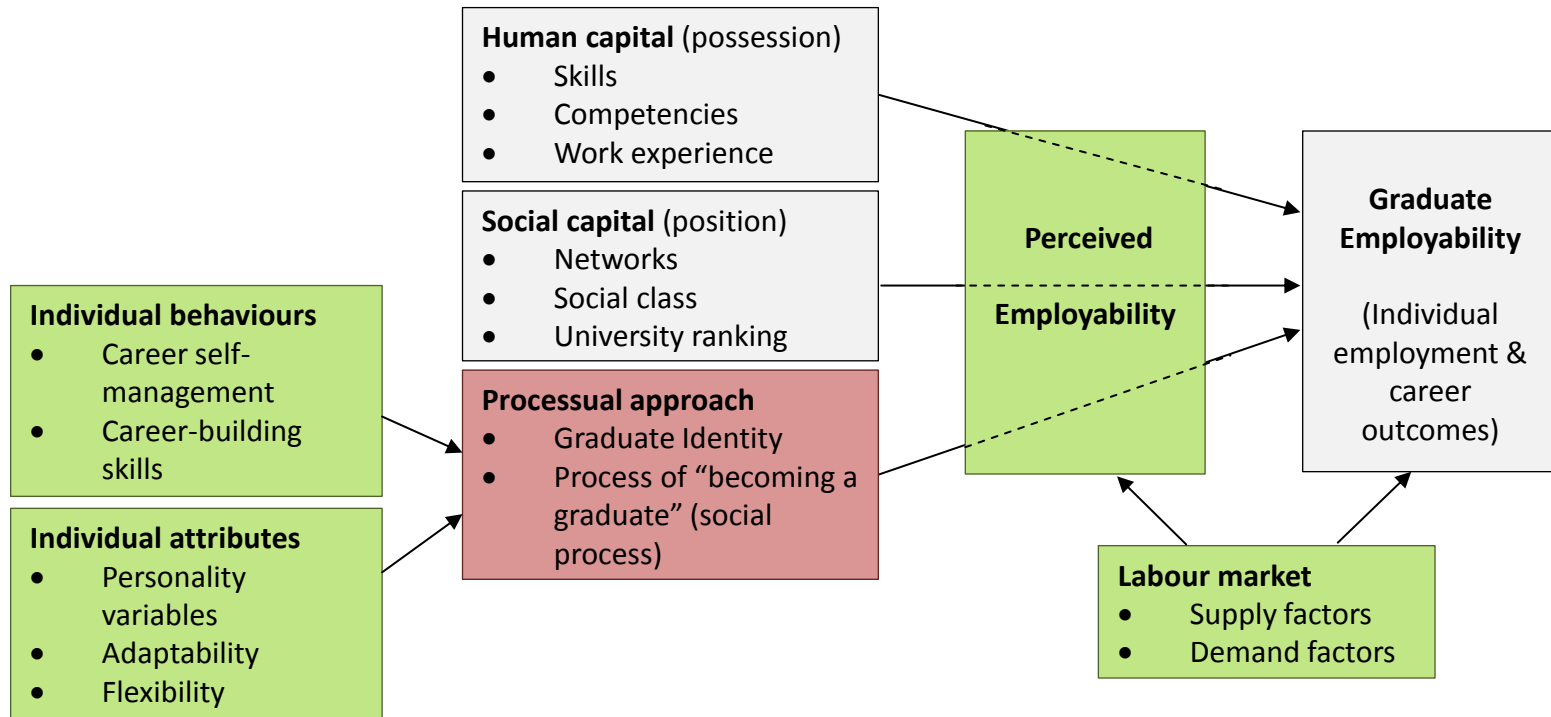 Human capital (possession)
• Skills
• Competencies
• Work experience
Social capital (position)
• Networks
• Social class
• University ranking
Individual behaviours
• Career self-
management
• Career-building
skills
Processual approach
• Graduate Identity
• Process of “becoming a
graduate” (social
process)
Individual attributes
• Personality
variables
• Adaptability
• Flexibility
Perceived
Employability
Graduate
Employability
(Individual
employment &
career
outcomes)
Labour market
• Supply factors
• Demand factors